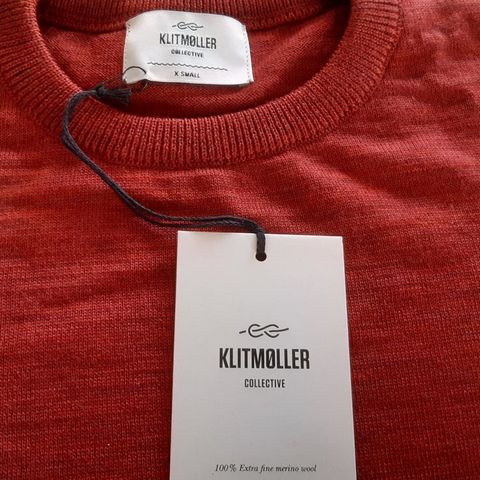 KLITMØLLER
COLLECTIVE
X SMALL
KLITMØLLER
COLLECTIVE
100% Extra fine merino wool